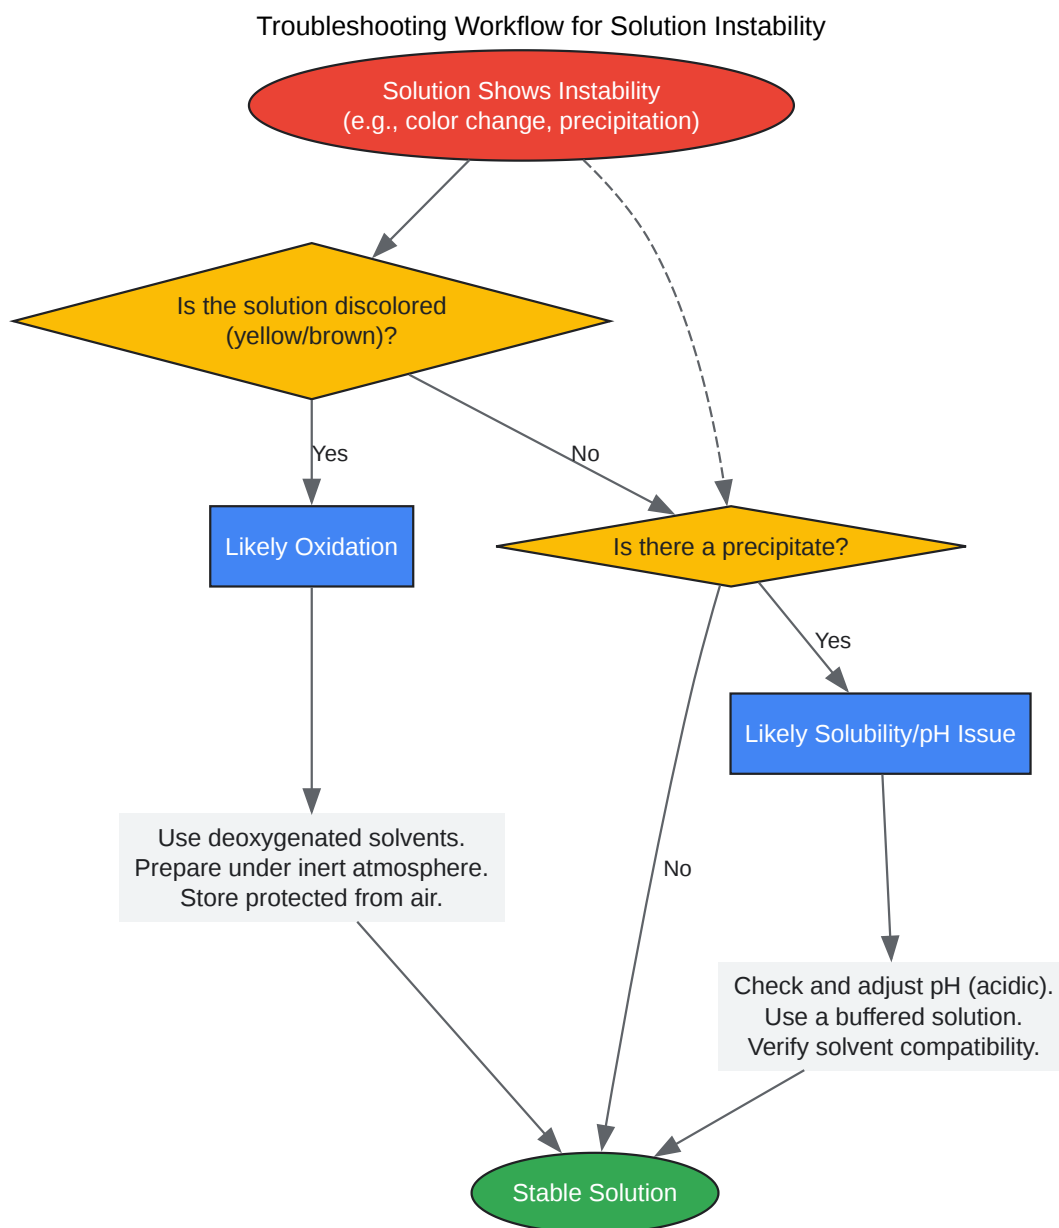 Troubleshooting Workflow for Solution Instability
Solution Shows Instability
(e.g., color change, precipitation)
Is the solution discolored
(yellow/brown)?
Yes
No
Likely Oxidation
Is there a precipitate?
Yes
Likely Solubility/pH Issue
Use deoxygenated solvents.
Prepare under inert atmosphere.
Store protected from air.
No
Check and adjust pH (acidic).
Use a buffered solution.
Verify solvent compatibility.
Stable Solution